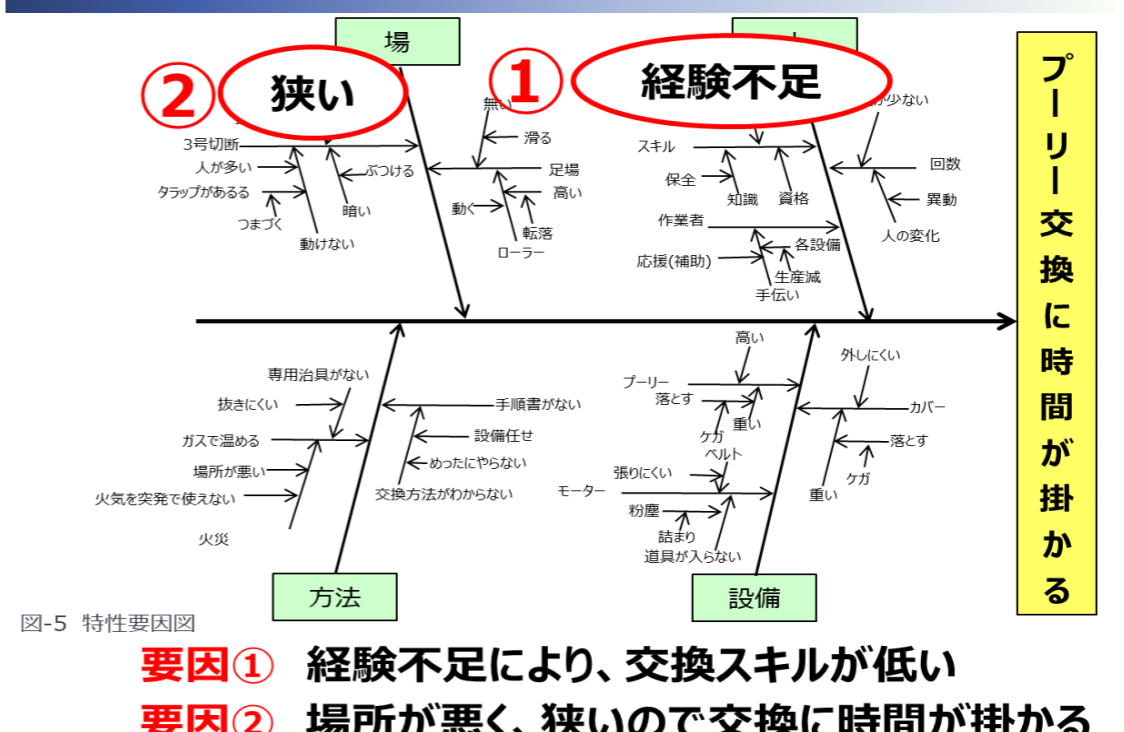 場
② 狭い
① 経験不足
プーリー交換に時間が掛かる
無い
少ない
滑る
3号切断
足場
人が多い
ぶつける
タラップがあるる
高い
つまづく
暗い
動く
転落
動けない
ローラー
スキル
回数
保全
知識
資格
異動
作業者
各設備
人の変化
応援(補助)
生産減
手伝い
専用治具がない
抜きにくい
手順書がない
ガスで温める
設備任せ
場所が悪い
めったにやらない
火気を突発で使えない
交換方法がわからない
火災
高い
外しにくい
プーリー
落とす
重い
カバー
ケガ
落とす
ベルト
張りにくい
ケガ
モーター
重い
粉塵
詰まり
道具が入らない
方法
設備
図-5 特性要因図
要因① 経験不足により、交換スキルが低い
要因② 場所が悪く、狭いので交換に時間が掛かる